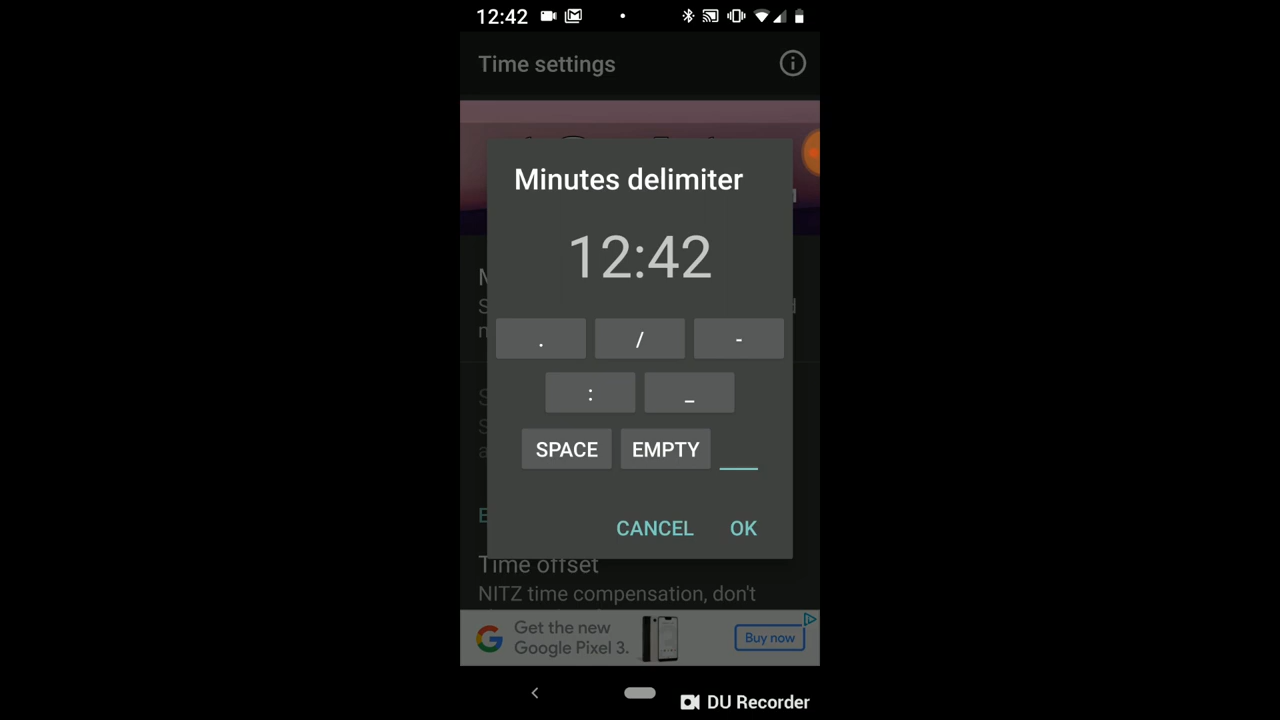 12:42
Time settings
Minutes delimiter
12:42
. / -
: _
SPACE EMPTY
CANCEL OK
Time offset
NITZ time compensation, don't
Get the new
Google Pixel 3.
Buy now
DU Recorder